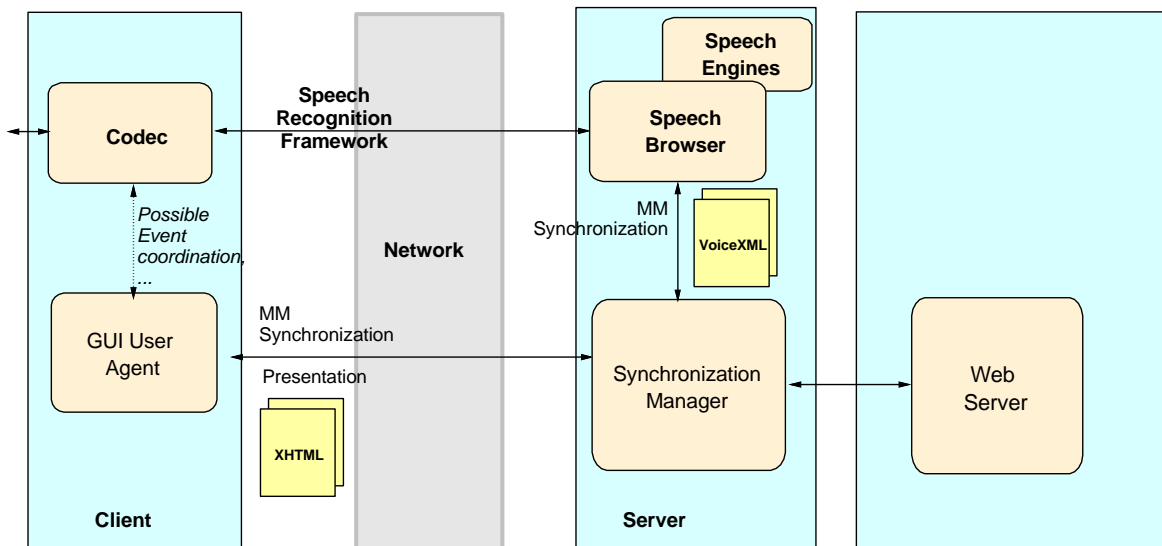 Speech
Engines
Codec
Speech
Recognition
Framework
Speech
Browser
Possible
Event
coordination,
...
MM
Synchronization
VoiceXML
Network
GUI User
Agent
MM
Synchronization
Presentation
XHTML
Synchronization
Manager
Web
Server
Client
Server